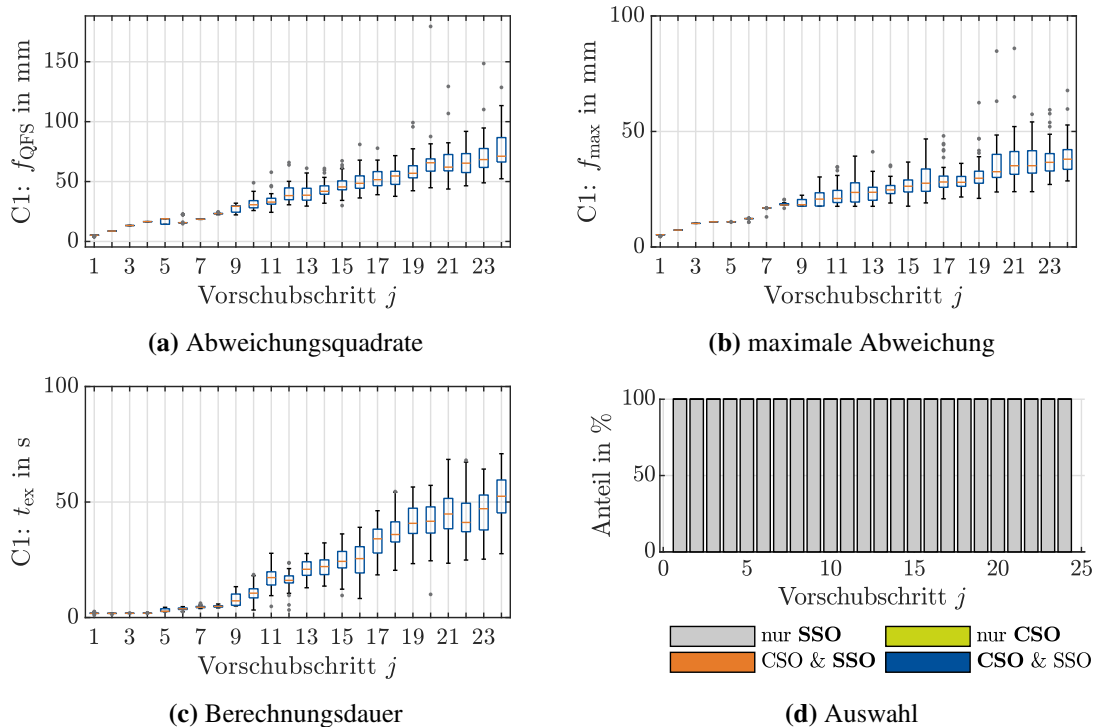 C1: f_QFS in mm
150
100
50
0
1 3 5 7 9 11 13 15 17 19 21 23
Vorschubschritt j
(a) Abweichungsquadrate
C1: f_max in mm
100
50
0
1 3 5 7 9 11 13 15 17 19 21 23
Vorschubschritt j
(b) maximale Abweichung
C1: t_ex in s
100
50
0
1 3 5 7 9 11 13 15 17 19 21 23
Vorschubschritt j
(c) Berechnungsdauer
Anteil in %
100
50
0
0 5 10 15 20 25
Vorschubschritt j
nur SSO
nur CSO
CSO & SSO
CSO & SSO
(d) Auswahl